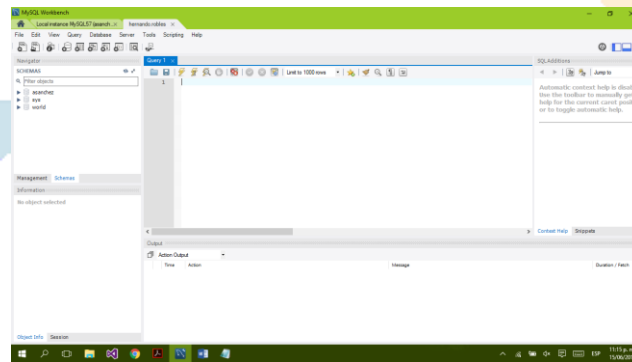 MySQL Workbench
Local instance MySQL57 (asanch... × hernando.robles ×
File Edit View Query Database Server Tools Scripting Help
Navigator
SCHEMAS
Filter objects
asanchez
sys
world
Management Schemas
Information
No object selected
Object Info Session
Query 1 ×
Limit to 1000 rows
1
Output
Action Output
Time Action Message Duration / Fetch
SQLAdditions
Jump to
Automatic context help is disal
Use the toolbar to manually ge
help for the current caret posi
or to toggle automatic help.
Context Help Snippets
ESP
11:15 p. m
15/06/20